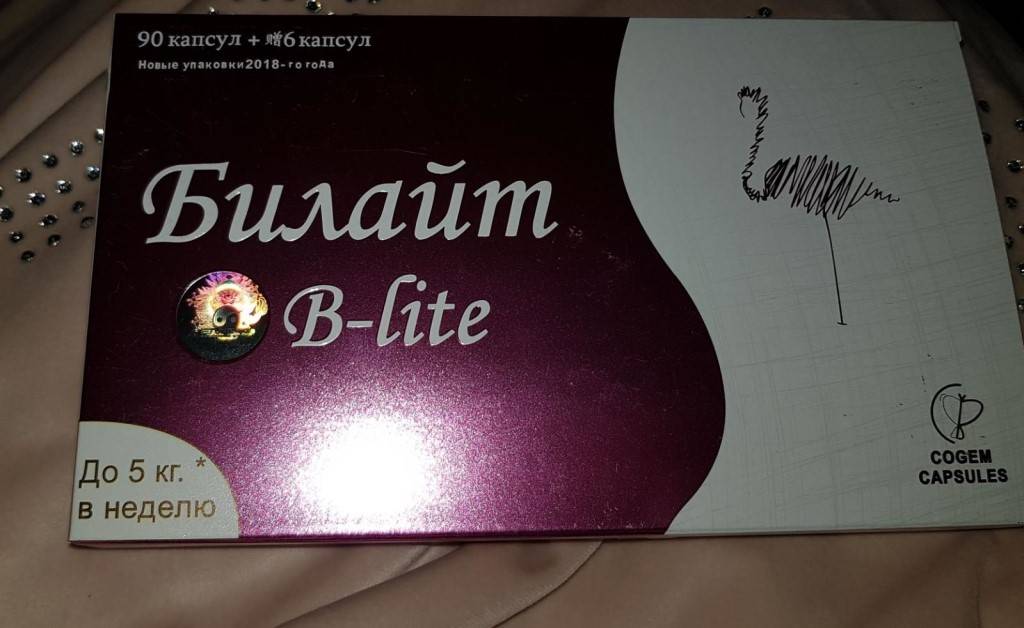 90 капсул + 赠6 капсул
Новые упаковки2018-го года
Билайт
B-lite
До 5 кг. *
в неделю
COGEM
CAPSULES